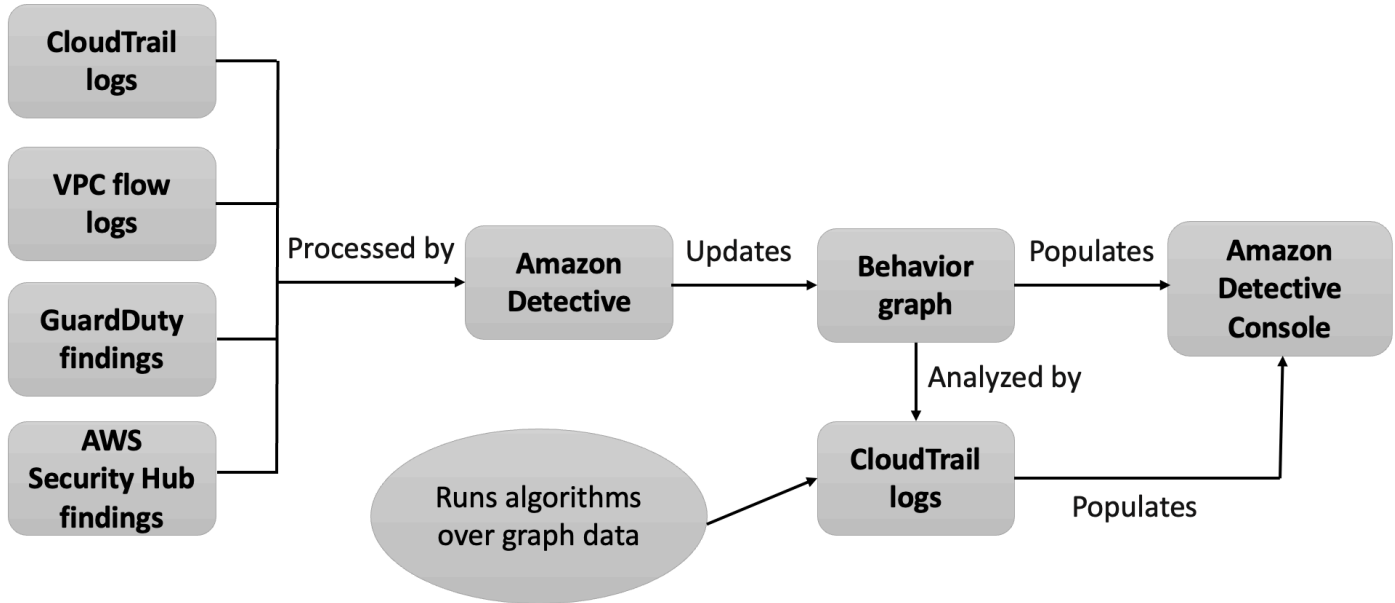 CloudTrail
logs
VPC flow
logs
GuardDuty
findings
AWS
Security Hub
findings
Processed by
Amazon
Detective
Updates
Behavior
graph
Populates
Amazon
Detective
Console
Analyzed by
CloudTrail
logs
Populates
Runs algorithms
over graph data